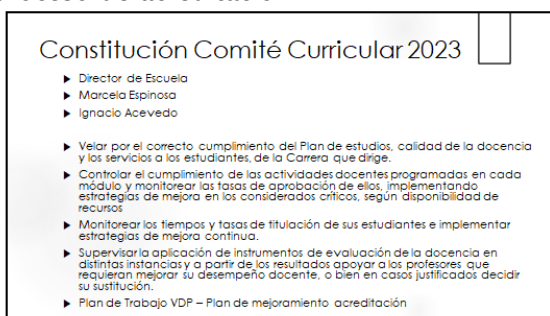 Constitución Comité Curricular 2023
Director de Escuela
Marcela Espinosa
Ignacio Acevedo
Velar por el correcto cumplimiento del Plan de estudios, calidad de la docencia
y los servicios a los estudiantes, de la Carrera que dirige.
Controlar el cumplimiento de las actividades docentes programadas en cada
módulo y monitorear las tasas de aprobación de ellos, implementando
estrategias de mejora en los considerados críticos, según disponibilidad de
recursos
Monitorear los tiempos y tasas de titulación de sus estudiantes e implementar
estrategias de mejora continua.
Supervisar la aplicación de instrumentos de evaluación de la docencia en
distintas instancias y a partir de los resultados apoyar a los profesores que
requieran mejorar su desempeño docente, o bien en casos justificados decidir
su sustitución.
Plan de Trabajo VDP – Plan de mejoramiento acreditación